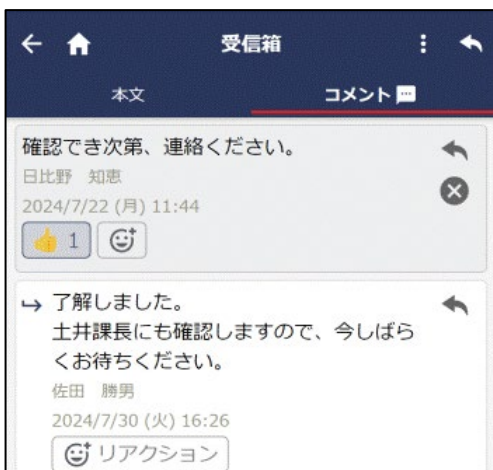 受信箱
本文
コメント
確認でき次第、連絡ください。
日比野　知恵
2024/7/22 (月) 11:44
1
了解しました。
土井課長にも確認しますので、今しばら
くお待ちください。
佐田　勝男
2024/7/30 (火) 16:26
リアクション